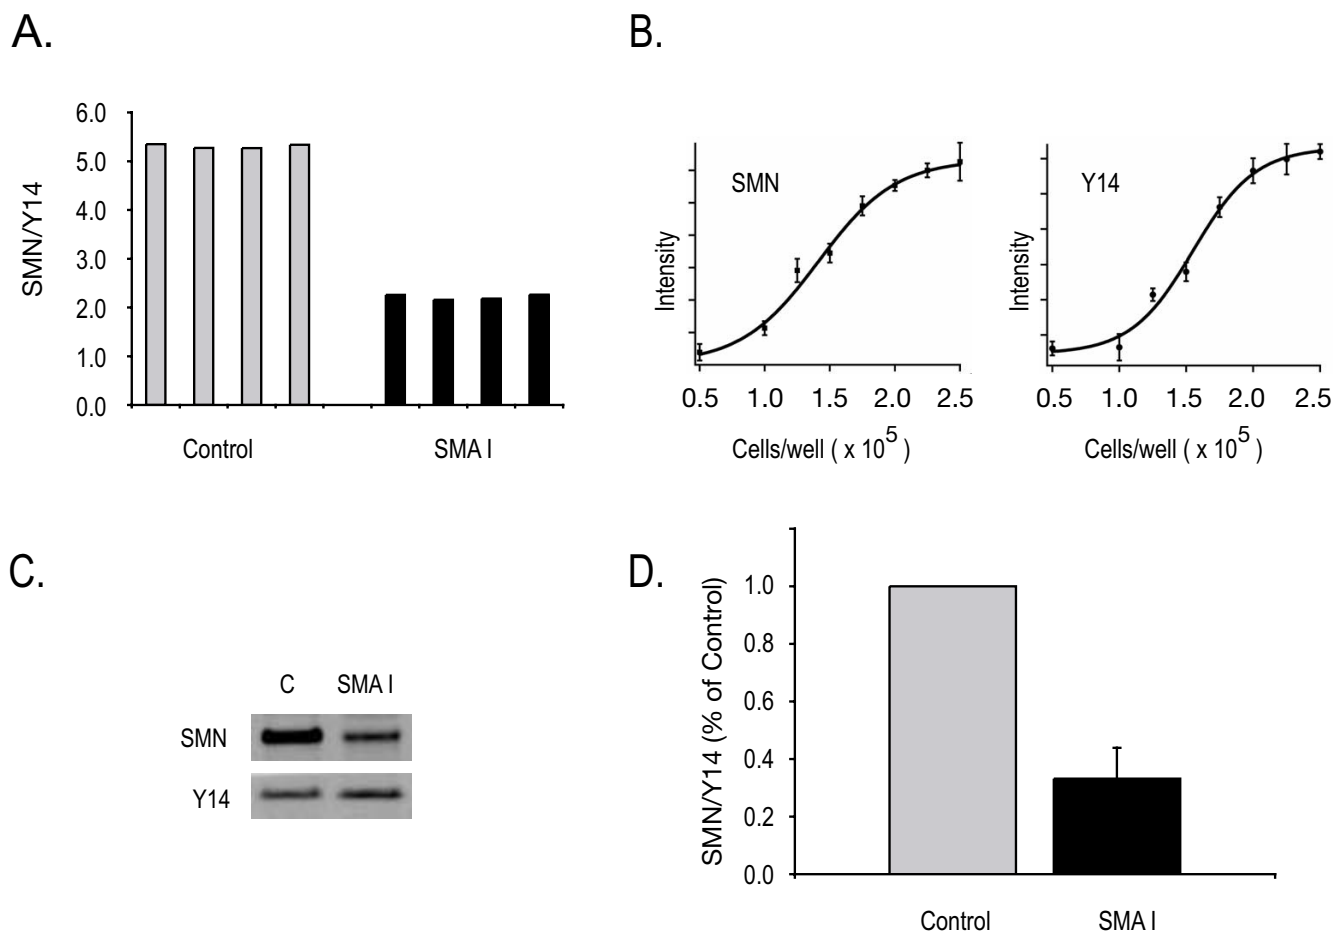 A.
SMN/Y14
6.0
5.0
4.0
3.0
2.0
1.0
0.0
Control SMA I
B.
Intensity
SMN
0.5 1.0 1.5 2.0 2.5
Cells/well ( x 10⁵ )
Intensity
Y14
0.5 1.0 1.5 2.0 2.5
Cells/well ( x 10⁵ )
C.
C SMA I
SMN
Y14
D.
SMN/Y14 (% of Control)
1.0
0.8
0.6
0.4
0.2
0.0
Control SMA I